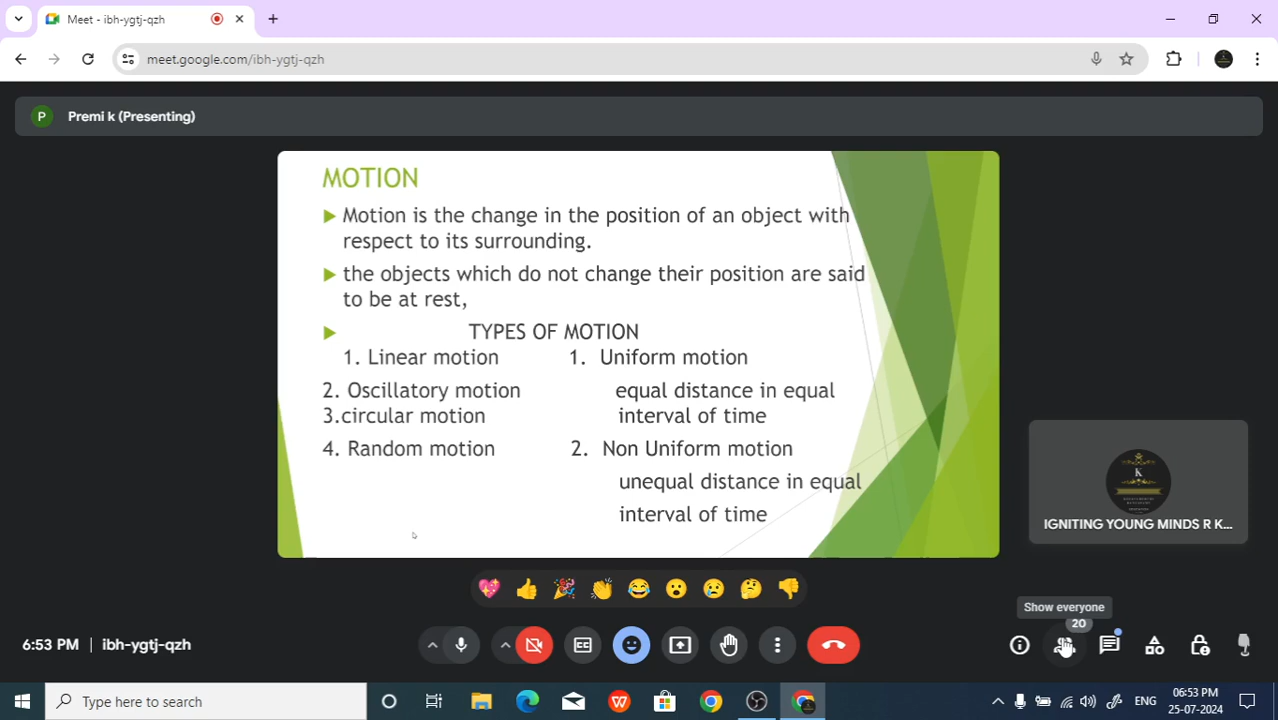 Meet - ibh-ygtj-qzh
meet.google.com/ibh-ygtj-qzh
P
Premi k (Presenting)
MOTION
Motion is the change in the position of an object with
respect to its surrounding.
the objects which do not change their position are said
to be at rest,
TYPES OF MOTION
1. Linear motion
2. Oscillatory motion
3.circular motion
4. Random motion
1. Uniform motion
equal distance in equal
interval of time
2. Non Uniform motion
unequal distance in equal
interval of time
K
IGNITING YOUNG MINDS R K...
Show everyone
20
6:53 PM | ibh-ygtj-qzh
Type here to search
W
ENG
06:53 PM
25-07-2024